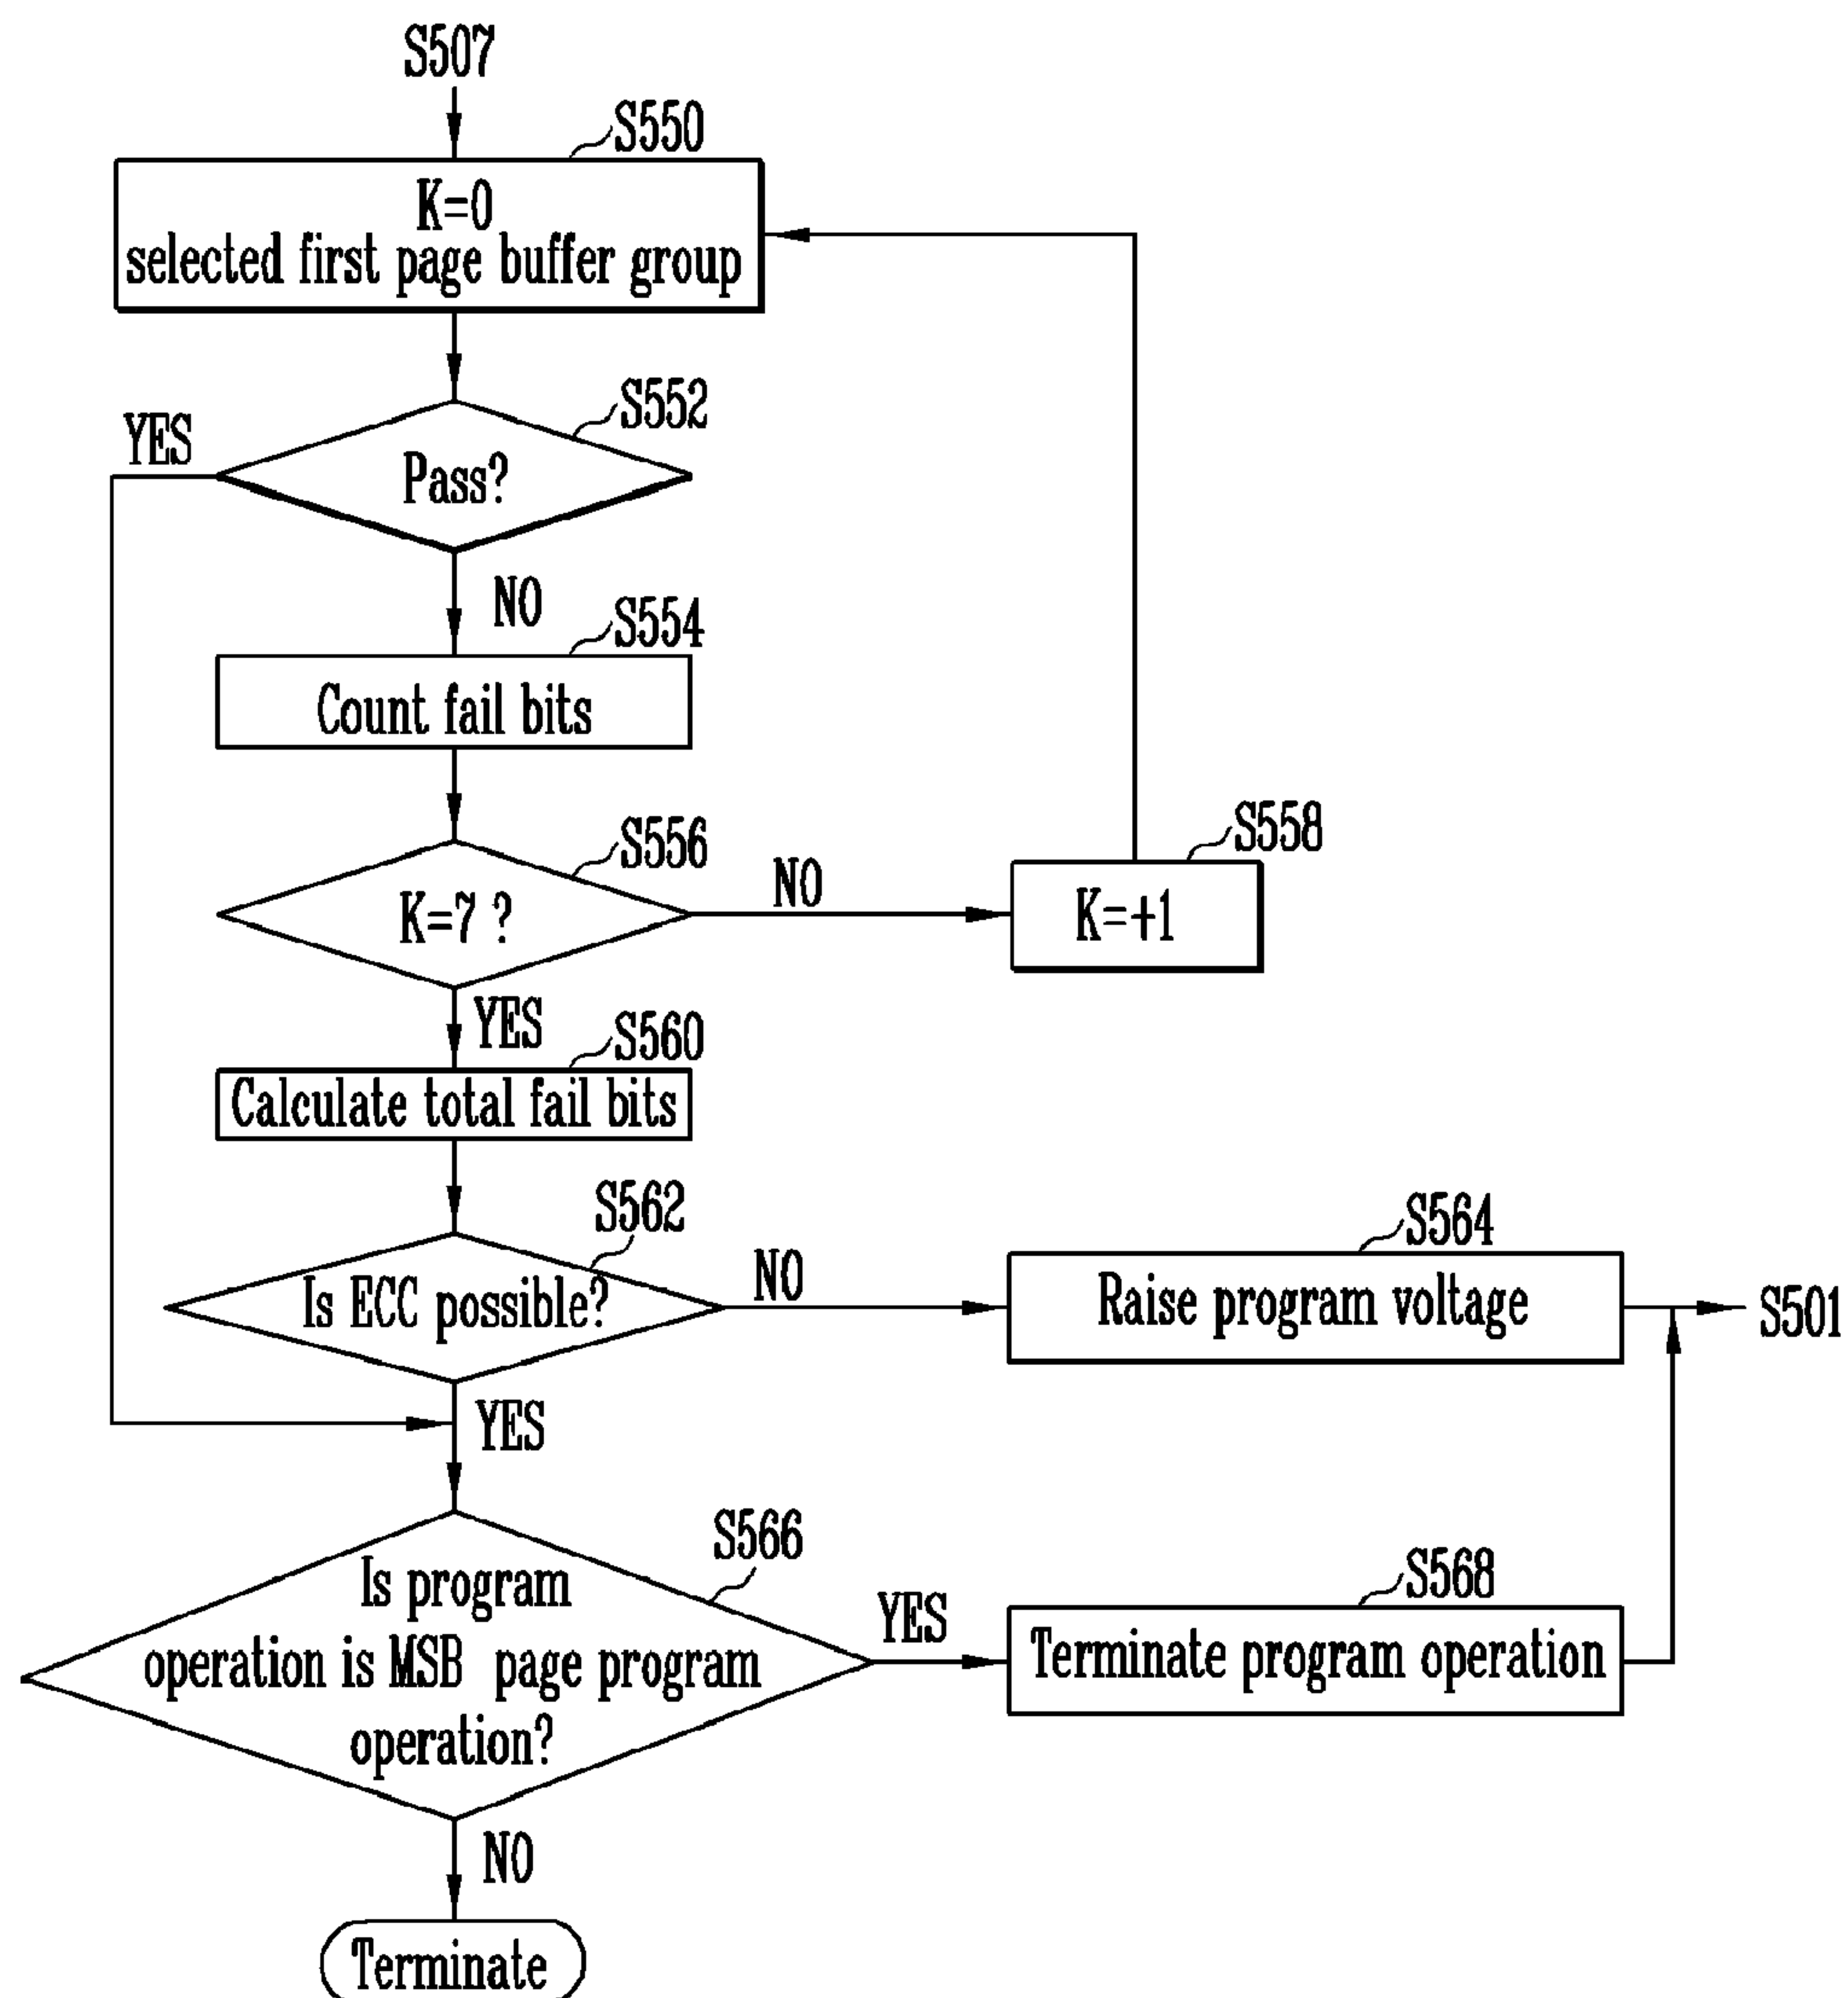 S507
S550
K=0
selected first page buffer group
S552
YES
Pass?
NO
S554
Count fail bits
S556
K=7 ?
NO
S558
K=+1
YES
S560
Calculate total fail bits
S562
Is ECC possible?
NO
S564
Raise program voltage
S501
YES
S566
Is program
operation is MSB page program
operation?
YES
S568
Terminate program operation
NO
Terminate